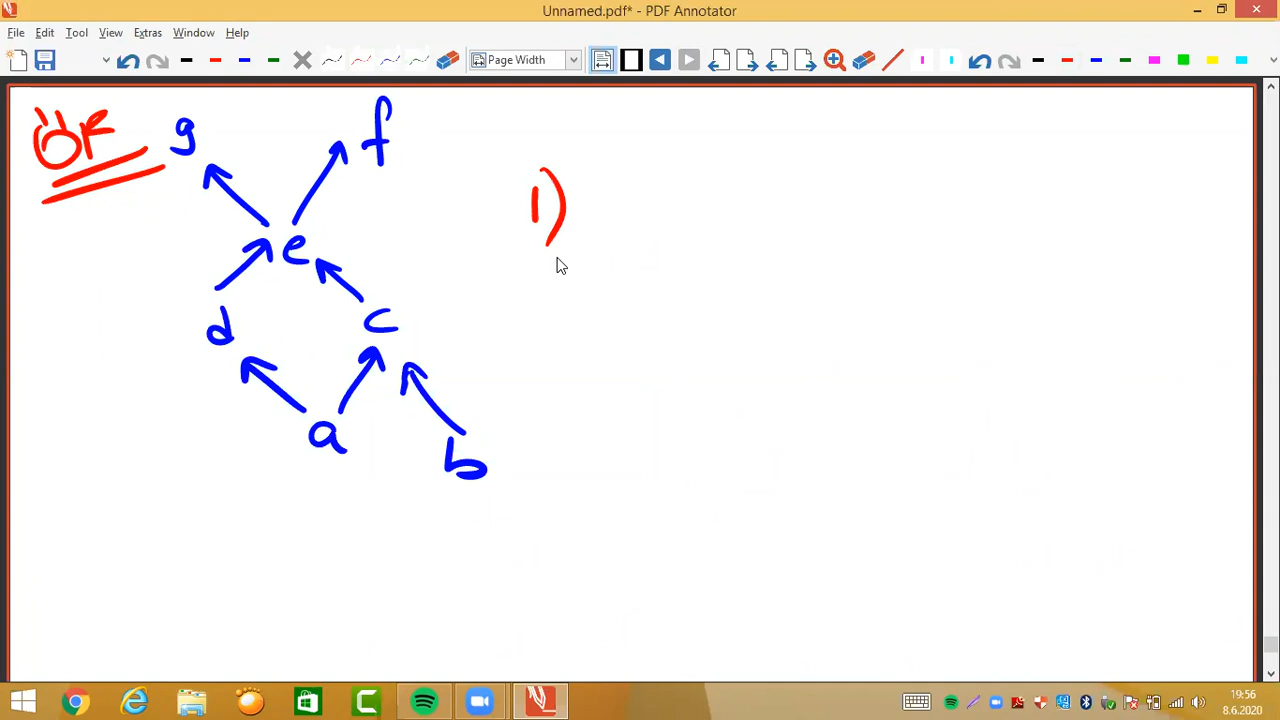 Unnamed.pdf* - PDF Annotator
File Edit Tool View Extras Window Help
Page Width
ÖR
g f
e
d c
a
b
1)
19:56
8.6.2020